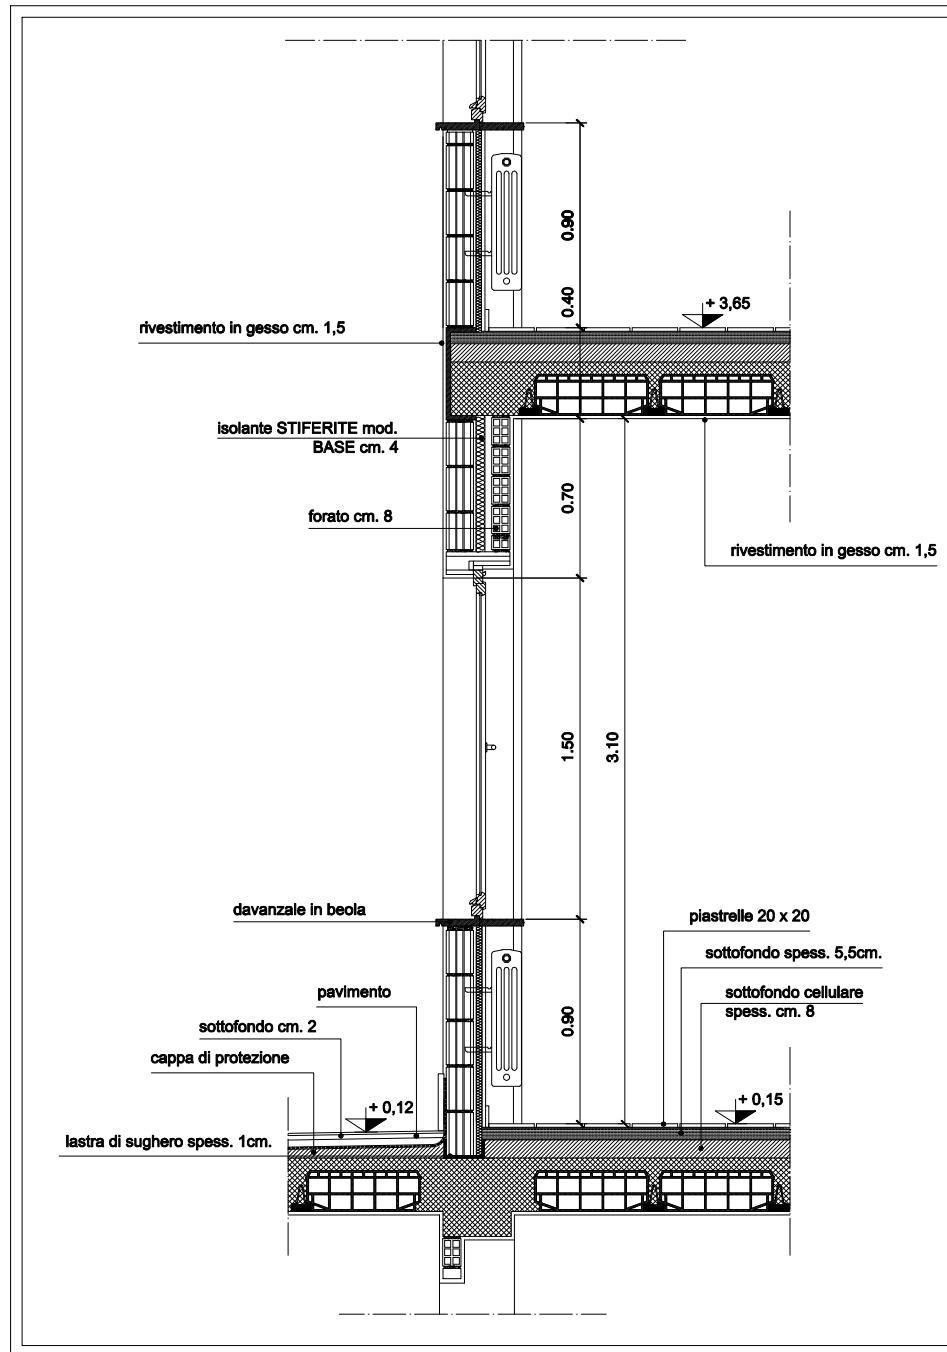 0.90
0.40
+ 3,65
rivestimento in gesso cm. 1,5
isolante STIFERITE mod.
BASE cm. 4
0.70
forato cm. 8
rivestimento in gesso cm. 1,5
1.50
3.10
davanzale in beola
piastrelle 20 x 20
sottofondo spess. 5,5cm.
pavimento
sottofondo cellulare
spess. cm. 8
0.90
sottofondo cm. 2
cappa di protezione
+ 0,12
+ 0,15
lastra di sughero spess. 1cm.